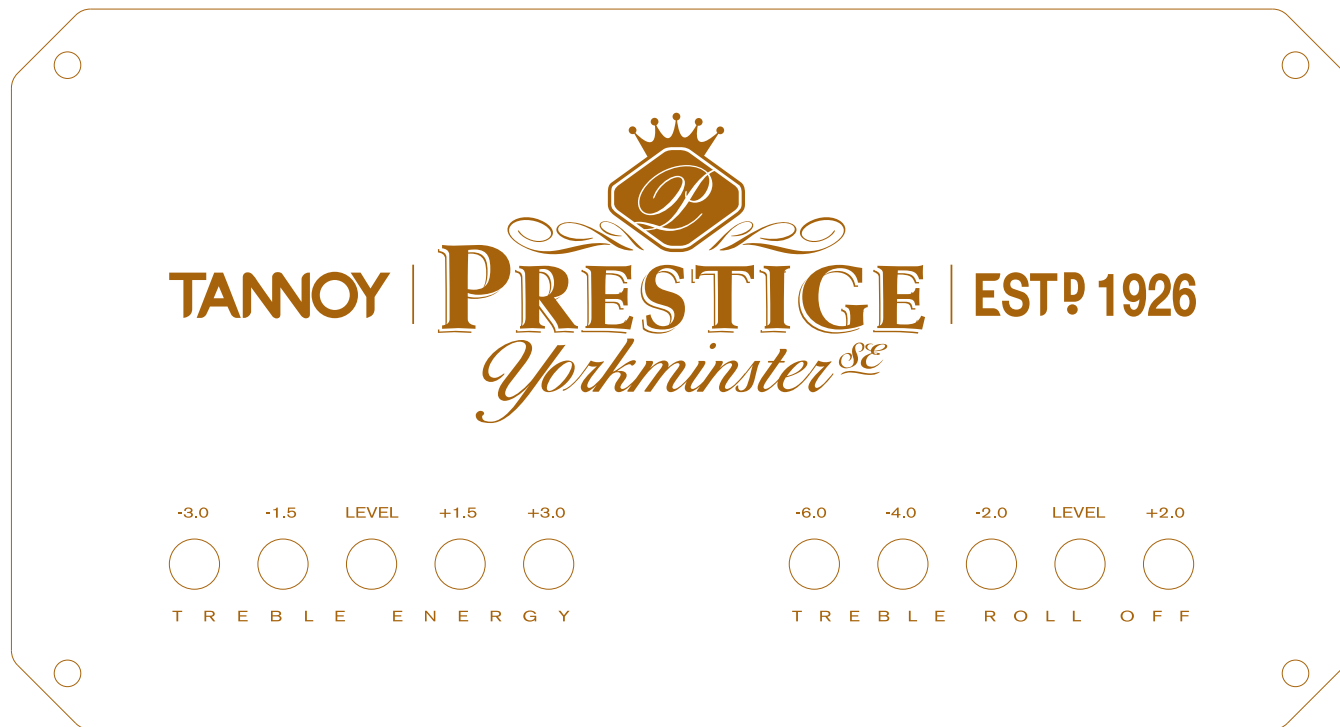 P
TANNOY PRESTIGE ESTD 1926
Yorkminster SE
-3.0 -1.5 LEVEL +1.5 +3.0
TREBLE ENERGY
-6.0 -4.0 -2.0 LEVEL +2.0
TREBLE ROLL OFF